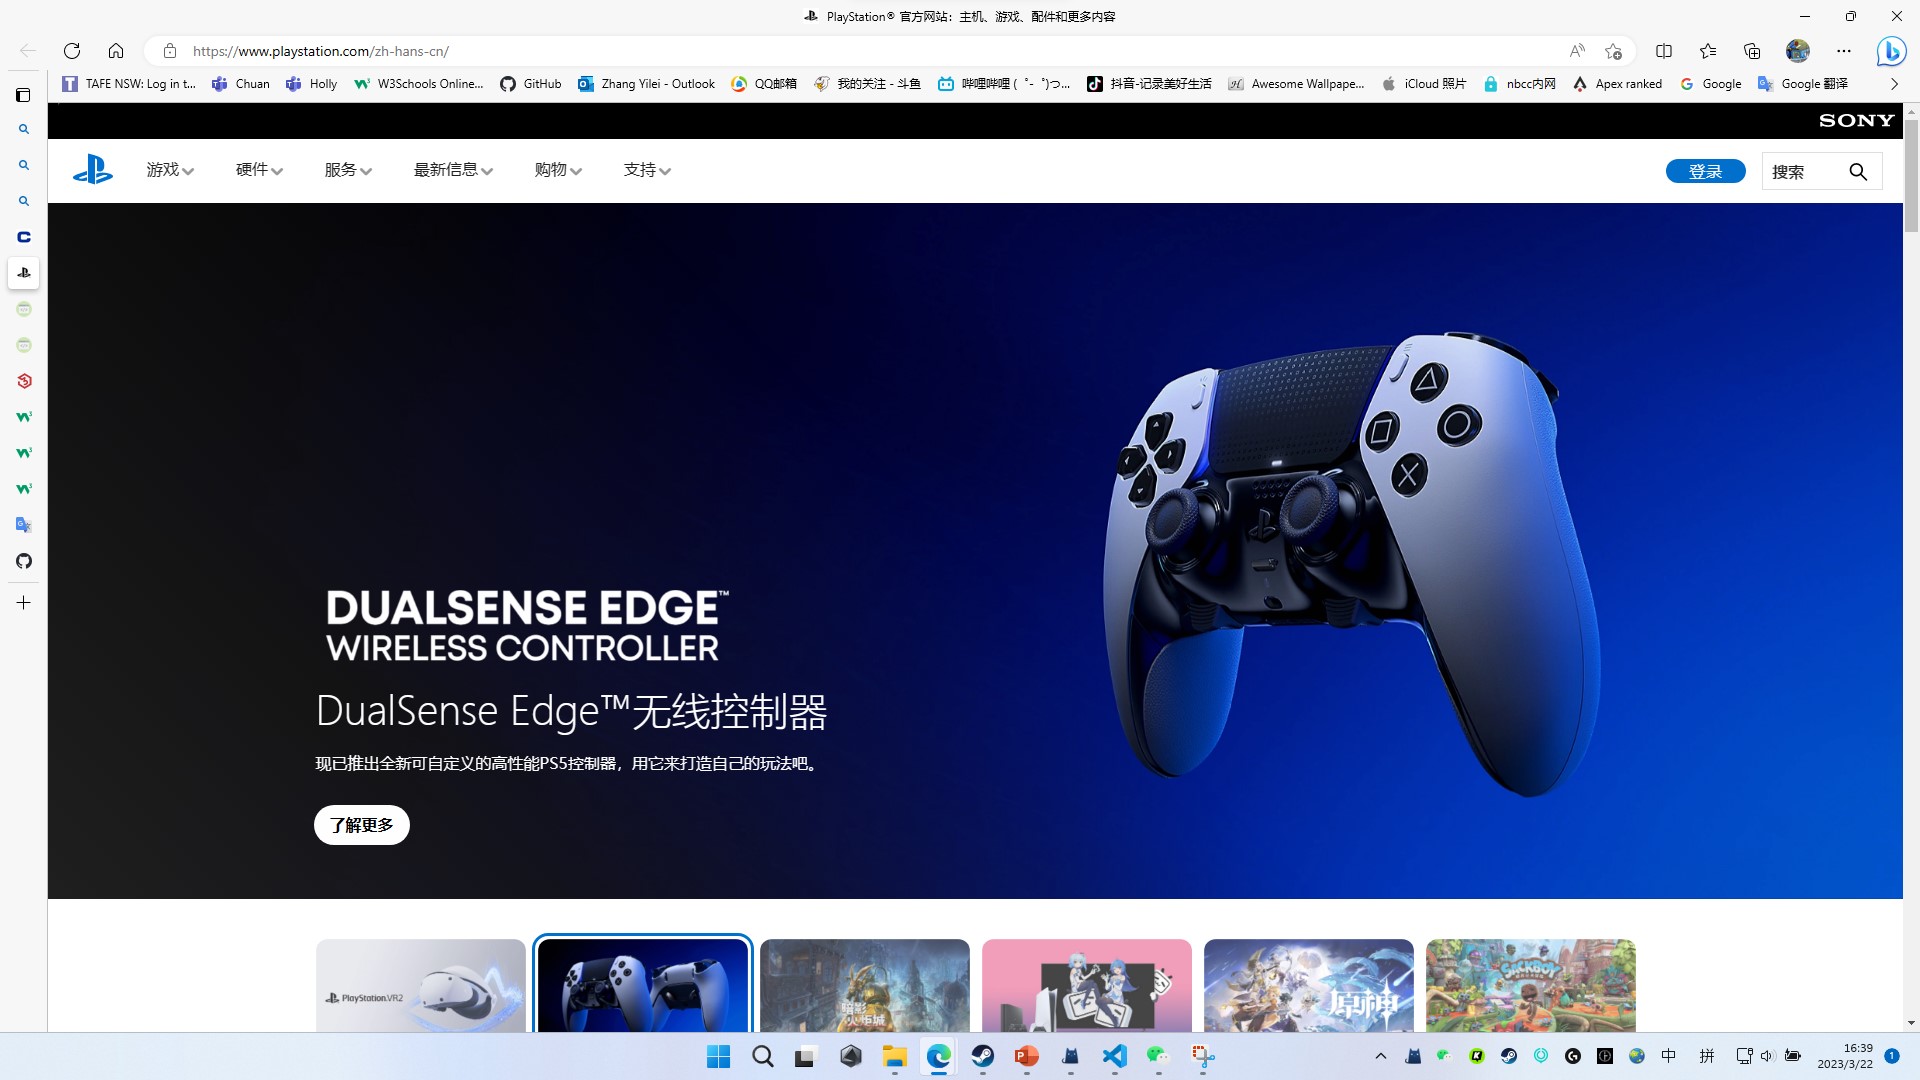 PlayStation® 官方网站：主机、游戏、配件和更多内容
https://www.playstation.com/zh-hans-cn/
TAFE NSW: Log in t... Chuan Holly W3Schools Online... GitHub Zhang Yilei - Outlook QQ邮箱 我的关注 - 斗鱼 哔哩哔哩 (゜-゜)つ... 抖音-记录美好生活 Awesome Wallpape... iCloud 照片 nbcc内网 Apex ranked Google Google 翻译
SONY
游戏 硬件 服务 最新信息 购物 支持 登录 搜索
DUALSENSE EDGE™
WIRELESS CONTROLLER
DualSense Edge™无线控制器
现已推出全新可自定义的高性能PS5控制器，用它来打造自己的玩法吧。
了解更多
PlayStation.VR2
暗影火炬城
原神
SACKBOY
中 拼 16:39
2023/3/22 1